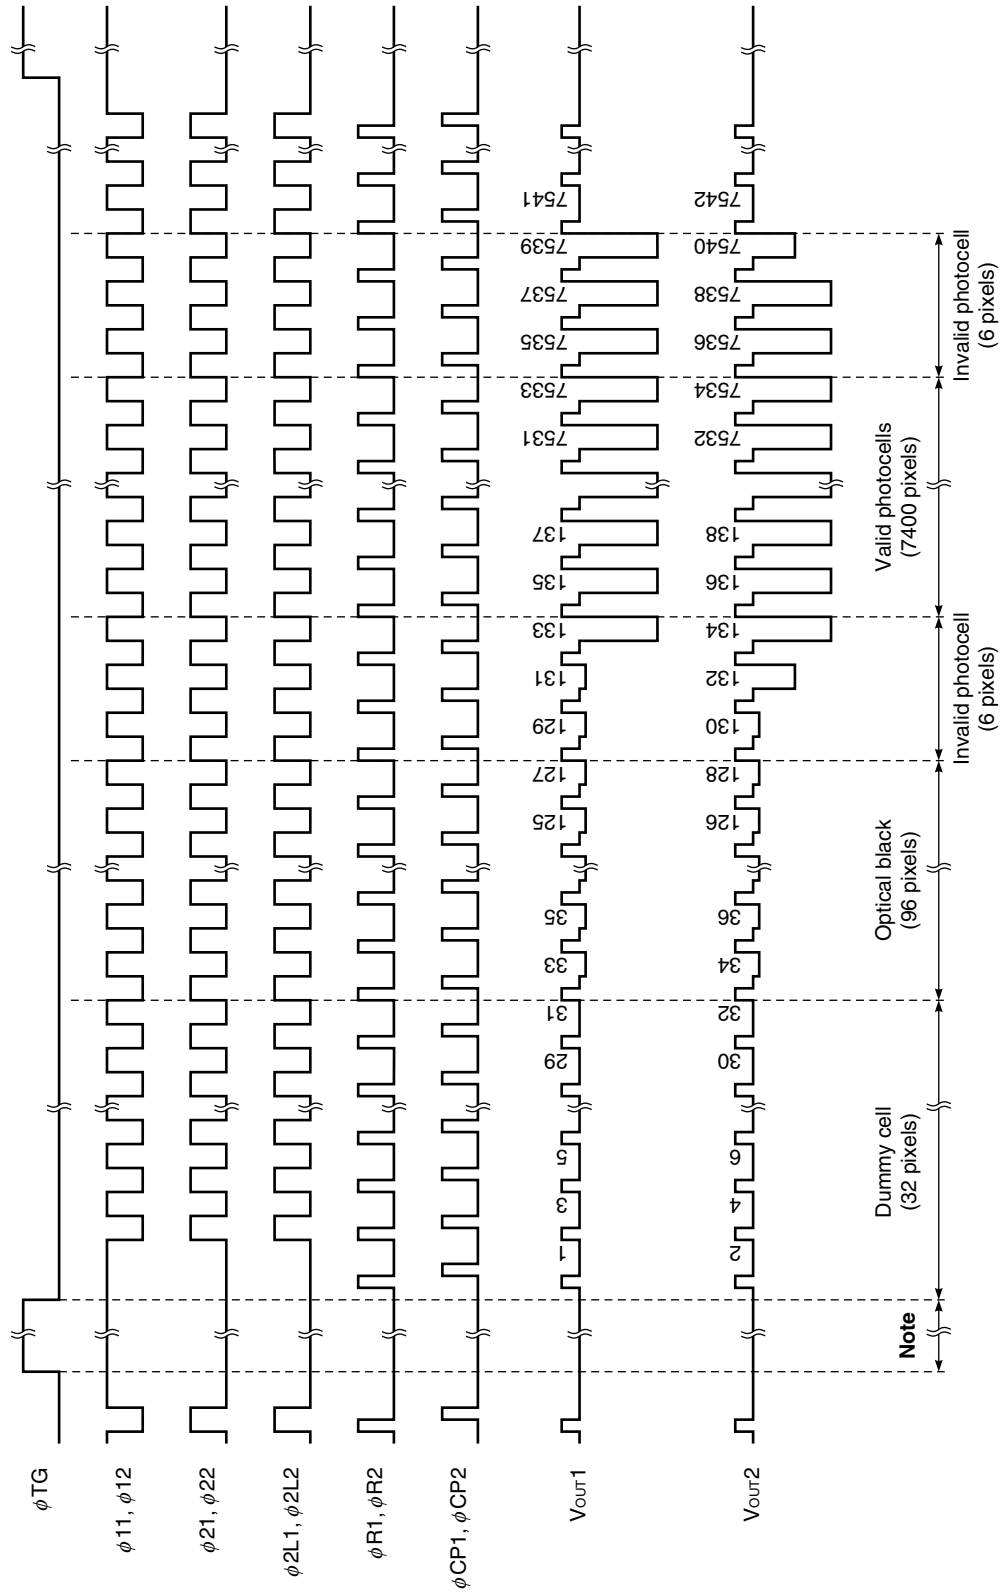 ϕTG
ϕ11, ϕ12
ϕ21, ϕ22
ϕ2L1, ϕ2L2
ϕR1, ϕR2
ϕCP1, ϕCP2
VOUT1
1 3 5 29 31 33 35 125 127 129 131 133 135 137 7531 7533 7535 7537 7539 7541
VOUT2
2 4 6 30 32 34 36 126 128 130 132 134 136 138 7532 7534 7536 7538 7540 7542
Note
Dummy cell
(32 pixels)
Optical black
(96 pixels)
Invalid photocell
(6 pixels)
Valid photocells
(7400 pixels)
Invalid photocell
(6 pixels)